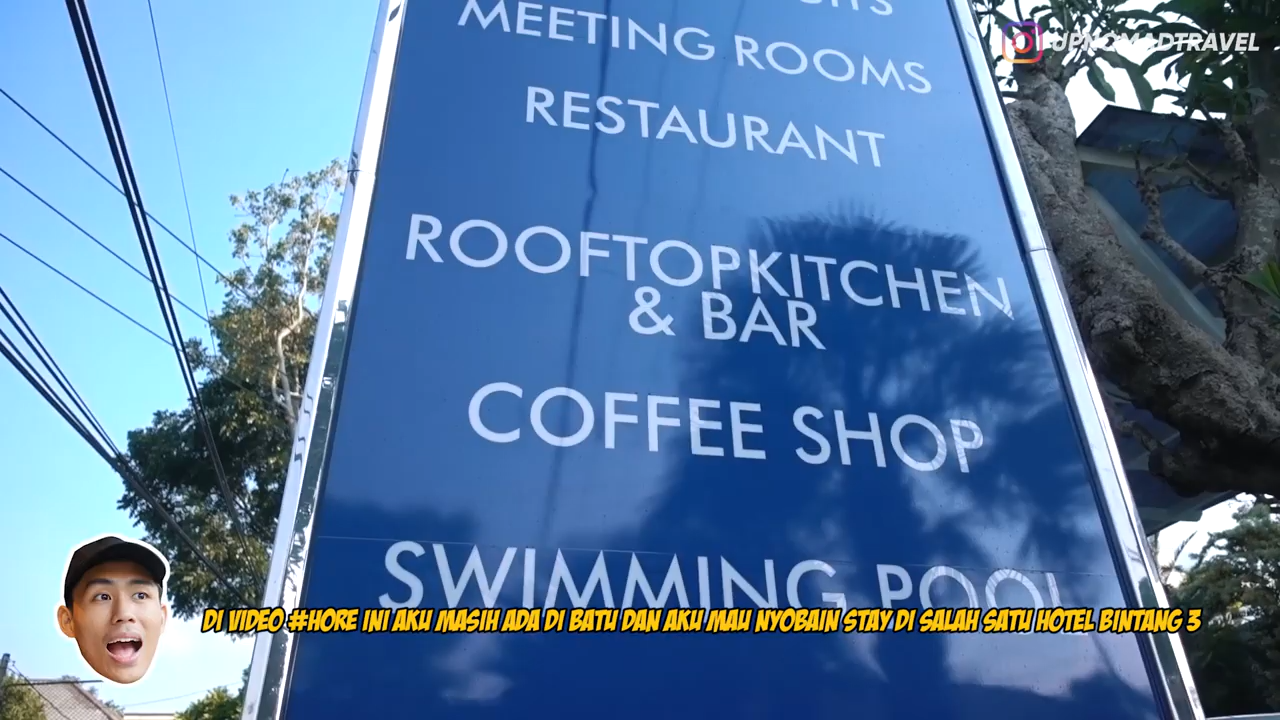 MEETING ROOMS
RESTAURANT
ROOFTOPKITCHEN
& BAR
COFFEE SHOP
SWIMMING POOL
DI VIDEO #HORE INI AKU MASIH ADA DI BATU DAN AKU MAU NYOBAIN STAY DI SALAH SATU HOTEL BINTANG 3